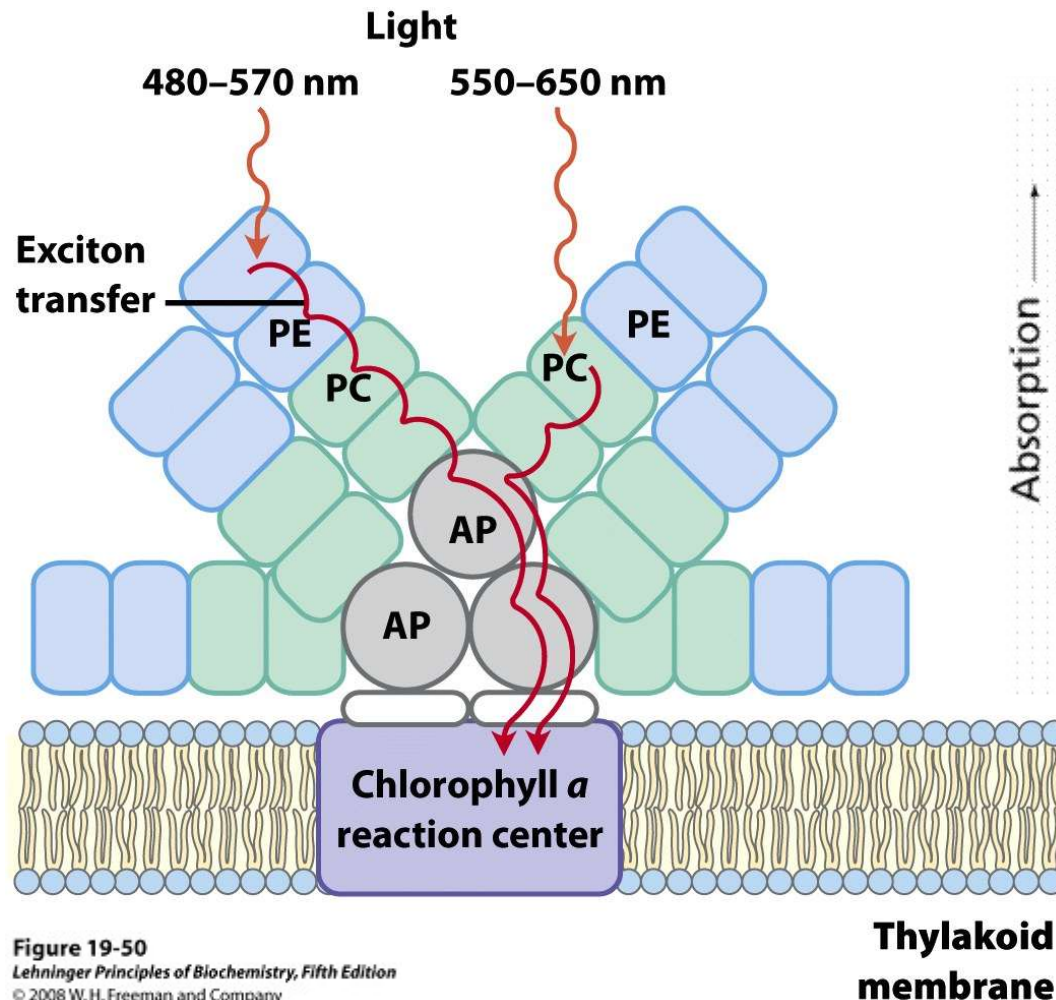 Light
480–570 nm
550–650 nm
Exciton
transfer
PE
PE
PC
PC
Absorption
AP
AP
Chlorophyll a
reaction center
Thylakoid
membrane
Figure 19-50
Lehninger Principles of Biochemistry, Fifth Edition
© 2008 W. H. Freeman and Company